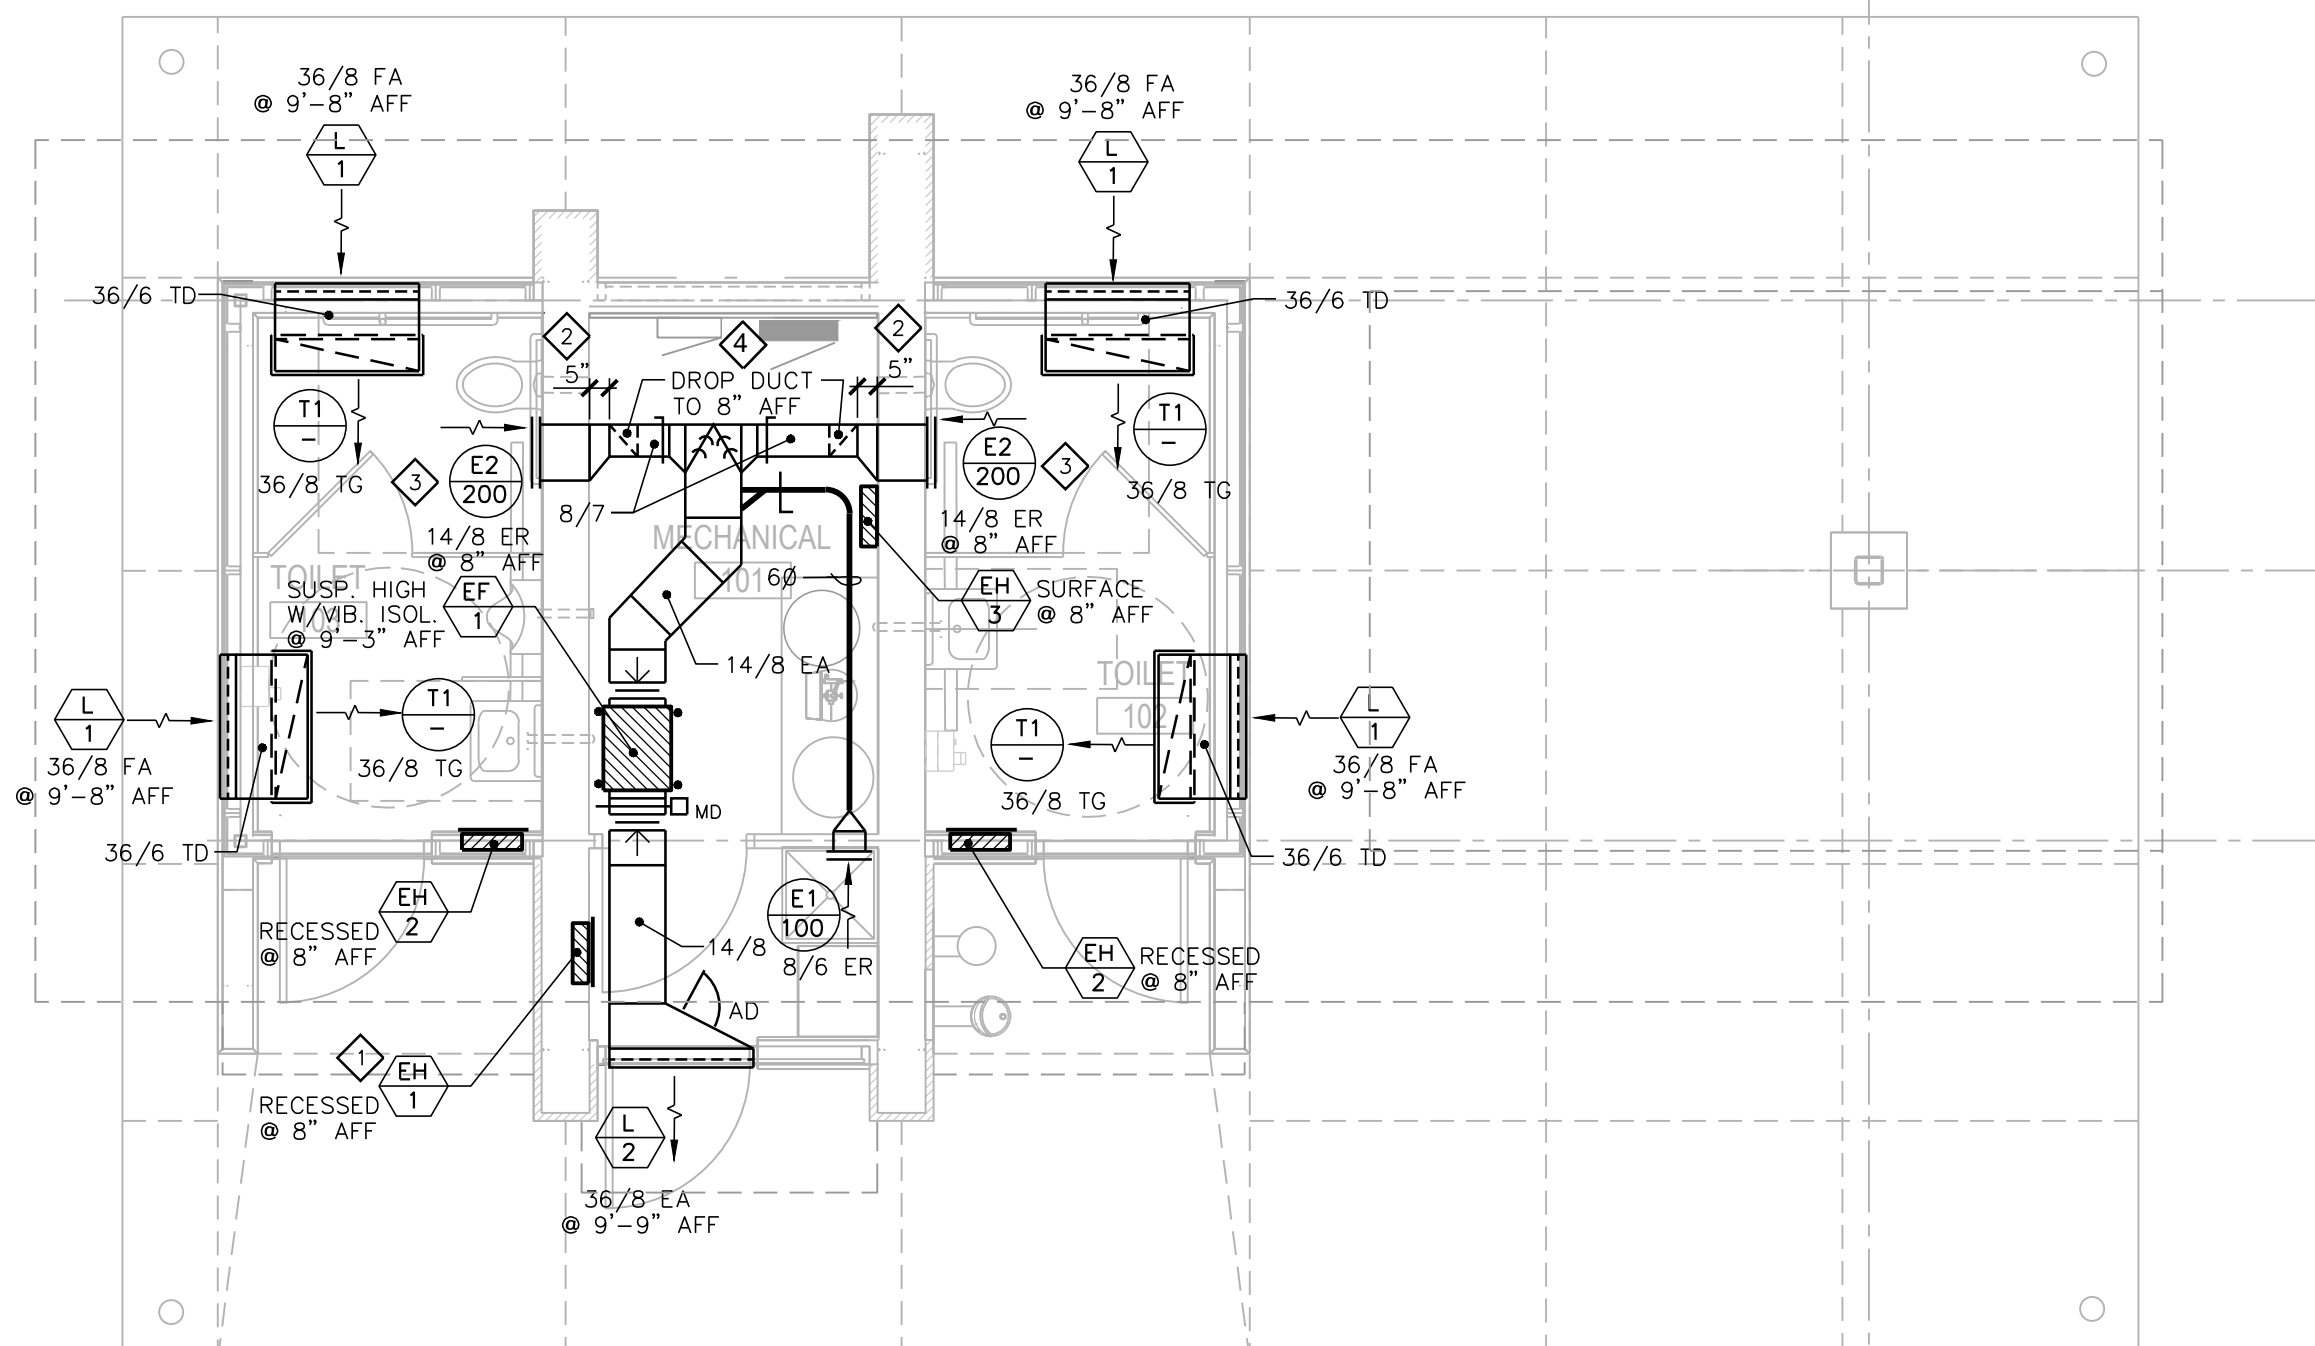 36/8 FA
@ 9'-8" AFF
L
1
36/8 FA
@ 9'-8" AFF
L
1
36/6 TD
36/6 TD
2
4
2
5"
5"
DROP DUCT
TO 8" AFF
T1
-
36/8 TG
3
E2
200
14/8 ER
@ 8" AFF
8/7
E2
200
14/8 ER
@ 8" AFF
3
T1
-
36/8 TG
MECHANICAL
101
TOILET
103
SUSP. HIGH
W/VIB. ISOL.
@ 9'-3" AFF
EF
1
6Ø
EH
3
SURFACE
@ 8" AFF
14/8 EA
TOILET
102
L
1
36/8 FA
@ 9'-8" AFF
T1
-
36/8 TG
T1
-
36/8 TG
L
1
36/8 FA
@ 9'-8" AFF
MD
36/6 TD
36/6 TD
EH
2
RECESSED
@ 8" AFF
E1
100
8/6 ER
14/8
EH
2
RECESSED
@ 8" AFF
AD
1
EH
1
RECESSED
@ 8" AFF
L
2
36/8 EA
@ 9'-9" AFF